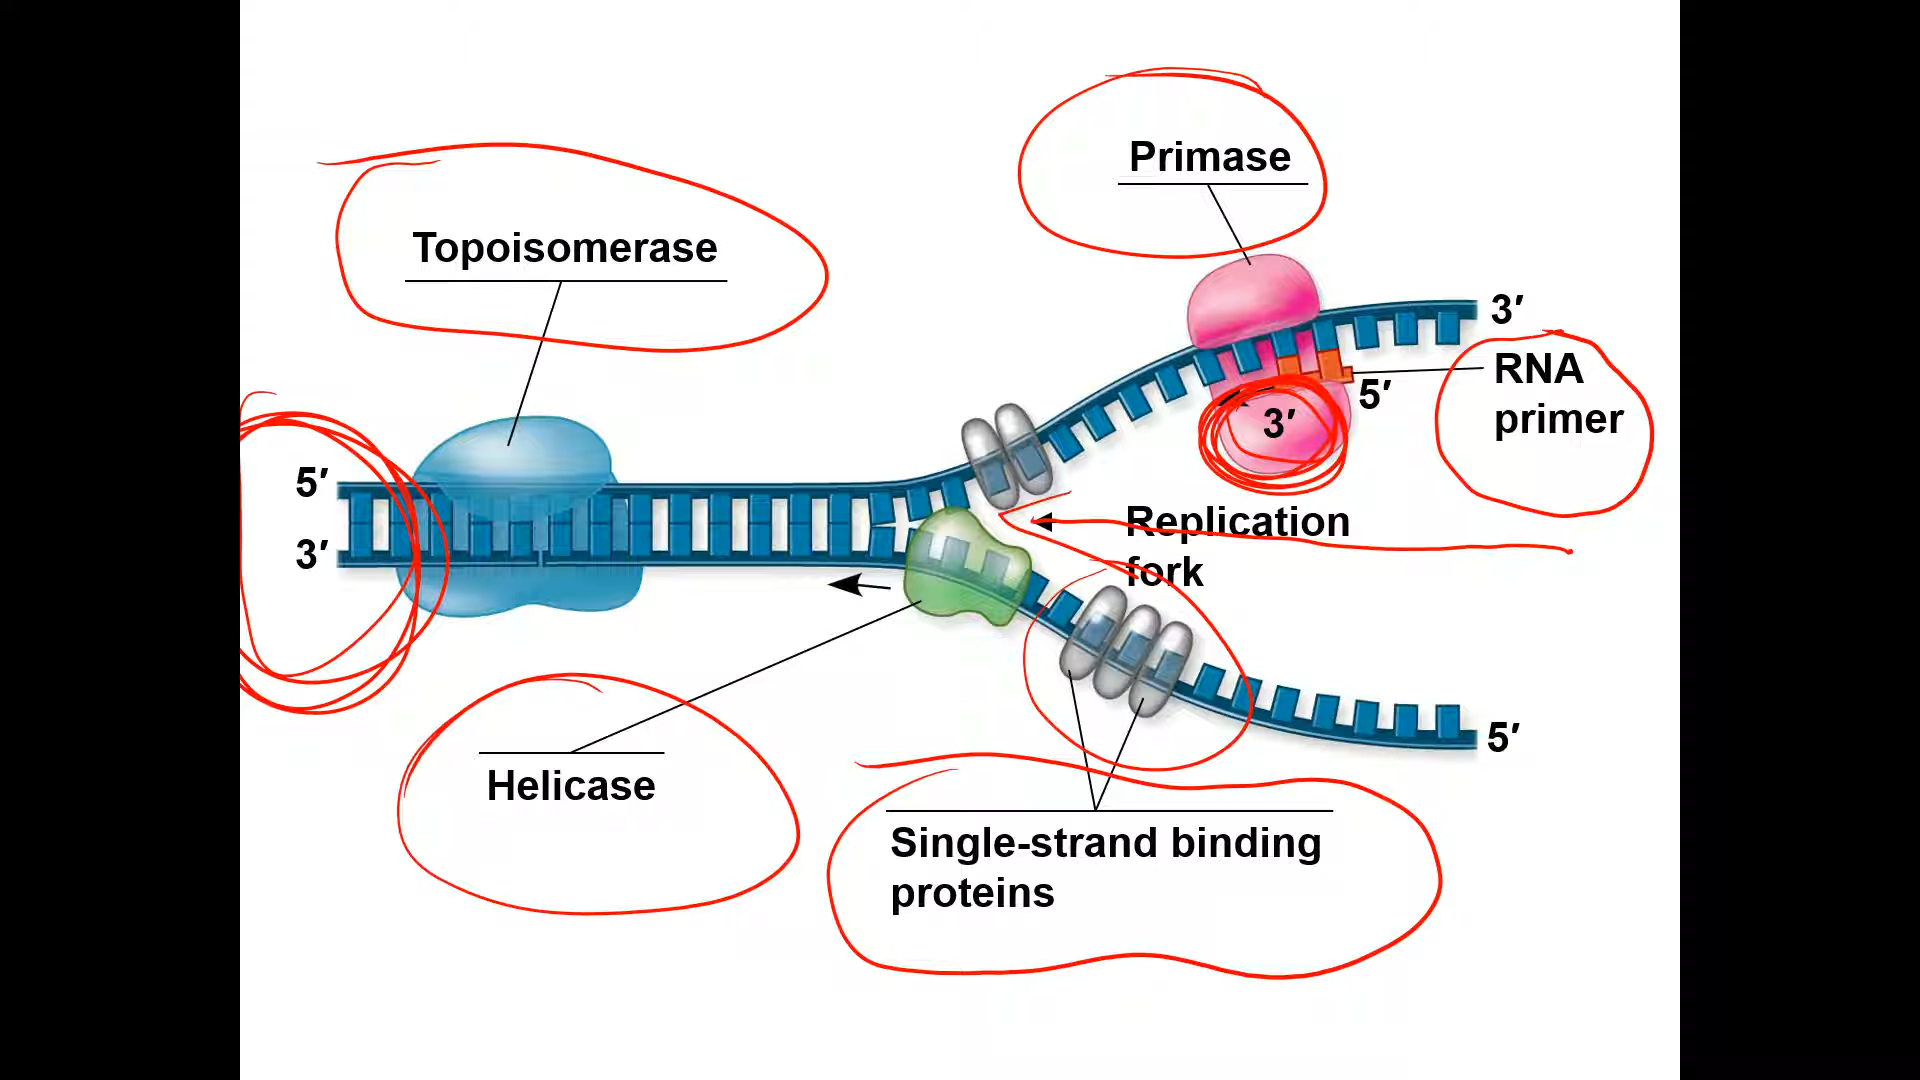 Primase
Topoisomerase
3′
RNA
primer
5′
3′
5′
3′
Replication
fork
5′
Helicase
Single-strand binding
proteins